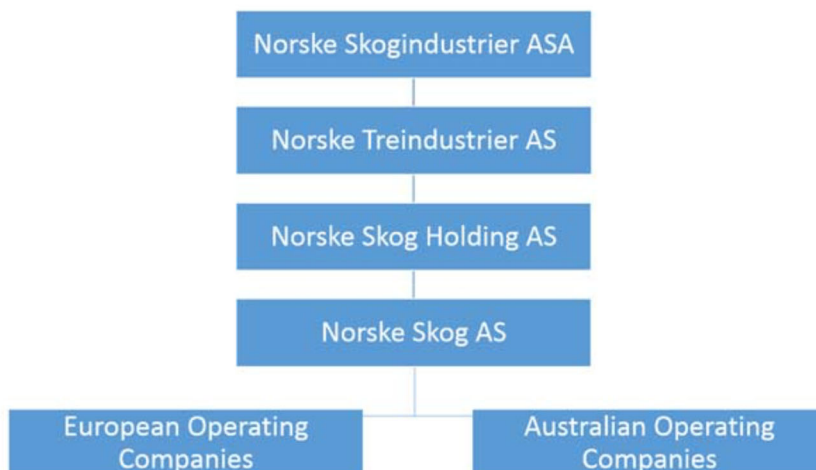 Norske Skogindustrier ASA
Norske Treindustrier AS
Norske Skog Holding AS
Norske Skog AS
European Operating
Companies
Australian Operating
Companies